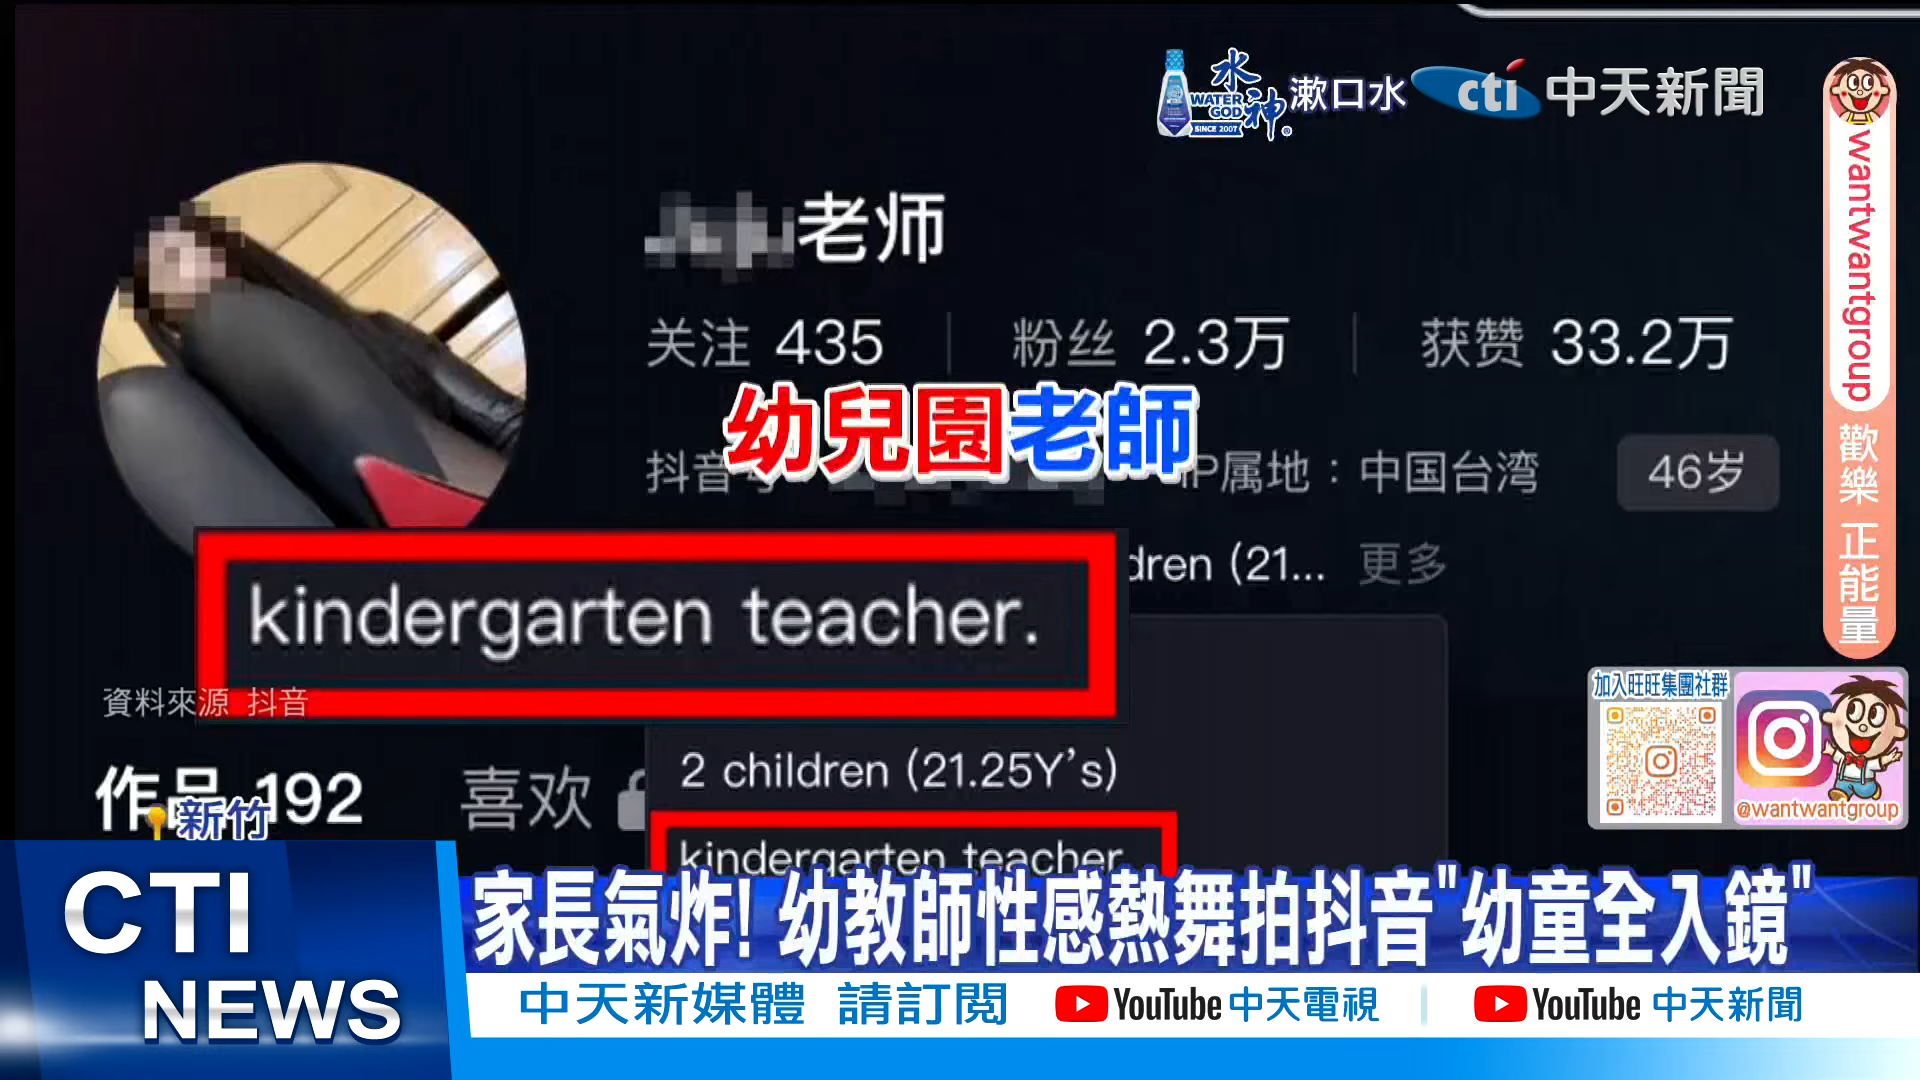 水神
WATER GOD
SINCE 2007
漱口水
cti 中天新聞
wantwantgroup
歡樂 正能量
老师
关注 435
粉丝 2.3万
获赞 33.2万
幼兒園老師
抖音号
IP属地：中国台湾
46岁
dren (21... 更多
kindergarten teacher.
資料來源 抖音
加入旺旺集團社群
@wantwantgroup
作品 192
喜欢
2 children (21.25Y's)
kindergarten teacher
新竹
CTI NEWS
家長氣炸! 幼教師性感熱舞拍抖音"幼童全入鏡"
中天新媒體 請訂閱 YouTube 中天電視 YouTube 中天新聞